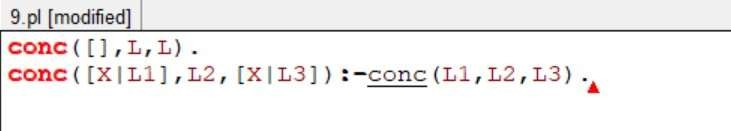 9.pl [modified]
conc([],L,L).
conc([X|L1],L2,[X|L3]):-conc(L1,L2,L3).